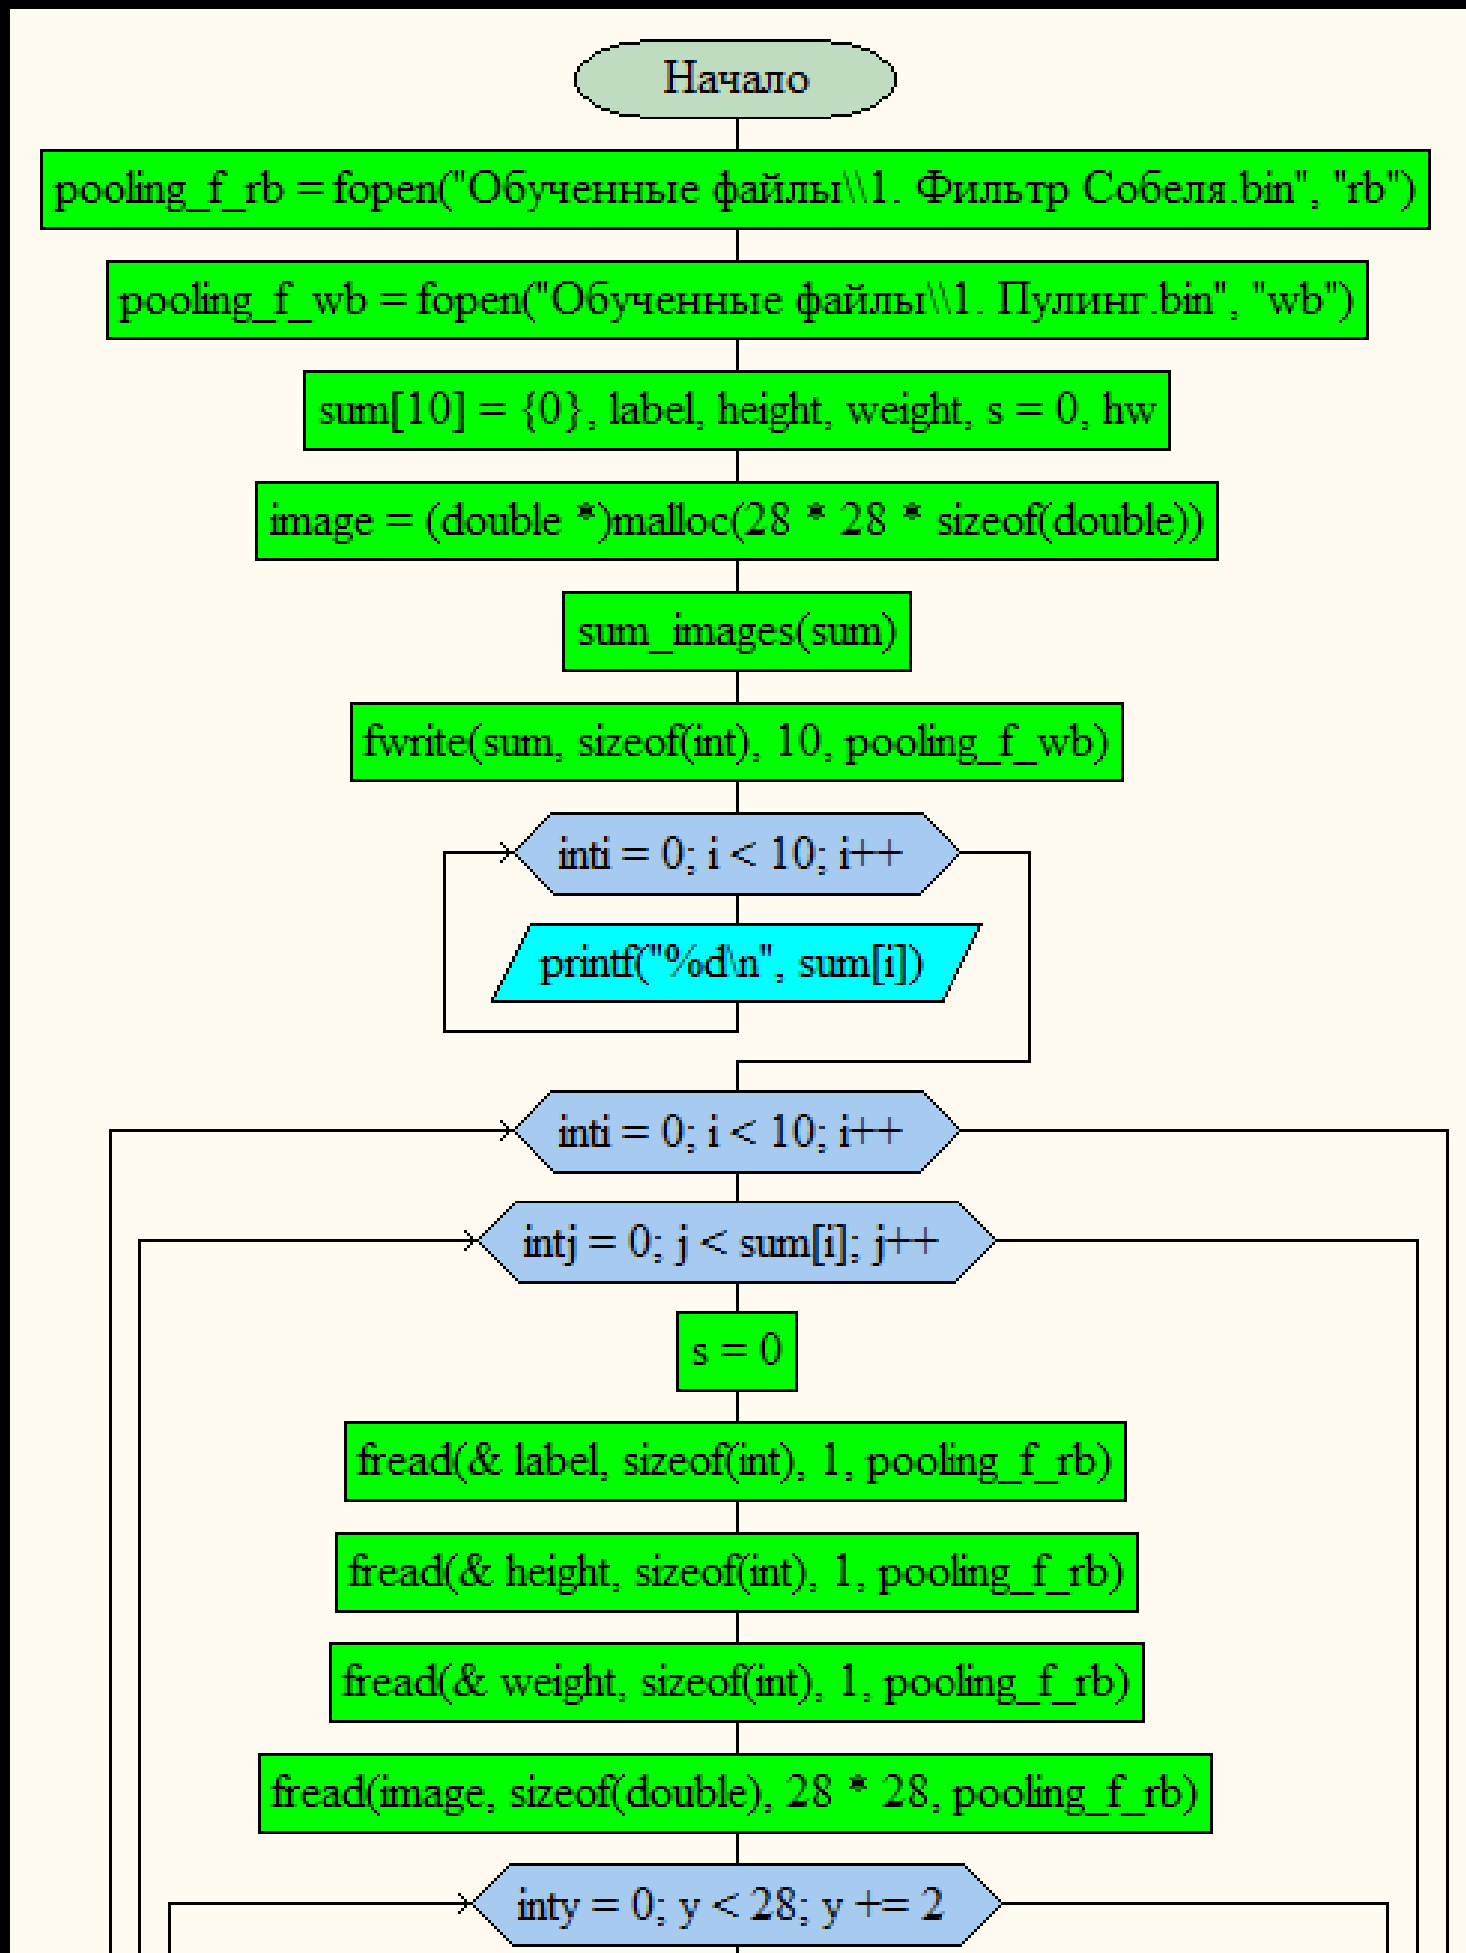 Начало
pooling_f_rb = fopen("Обученные файлы\\1. Фильтр Собеля.bin", "rb")
pooling_f_wb = fopen("Обученные файлы\\1. Пулинг.bin", "wb")
sum[10] = {0}, label, height, weight, s = 0, hw
image = (double *)malloc(28 * 28 * sizeof(double))
sum_images(sum)
fwrite(sum, sizeof(int), 10, pooling_f_wb)
inti = 0; i < 10; i++
printf("%d\n", sum[i])
inti = 0; i < 10; i++
intj = 0; j < sum[i]; j++
s = 0
fread(& label, sizeof(int), 1, pooling_f_rb)
fread(& height, sizeof(int), 1, pooling_f_rb)
fread(& weight, sizeof(int), 1, pooling_f_rb)
fread(image, sizeof(double), 28 * 28, pooling_f_rb)
inty = 0; y < 28; y += 2